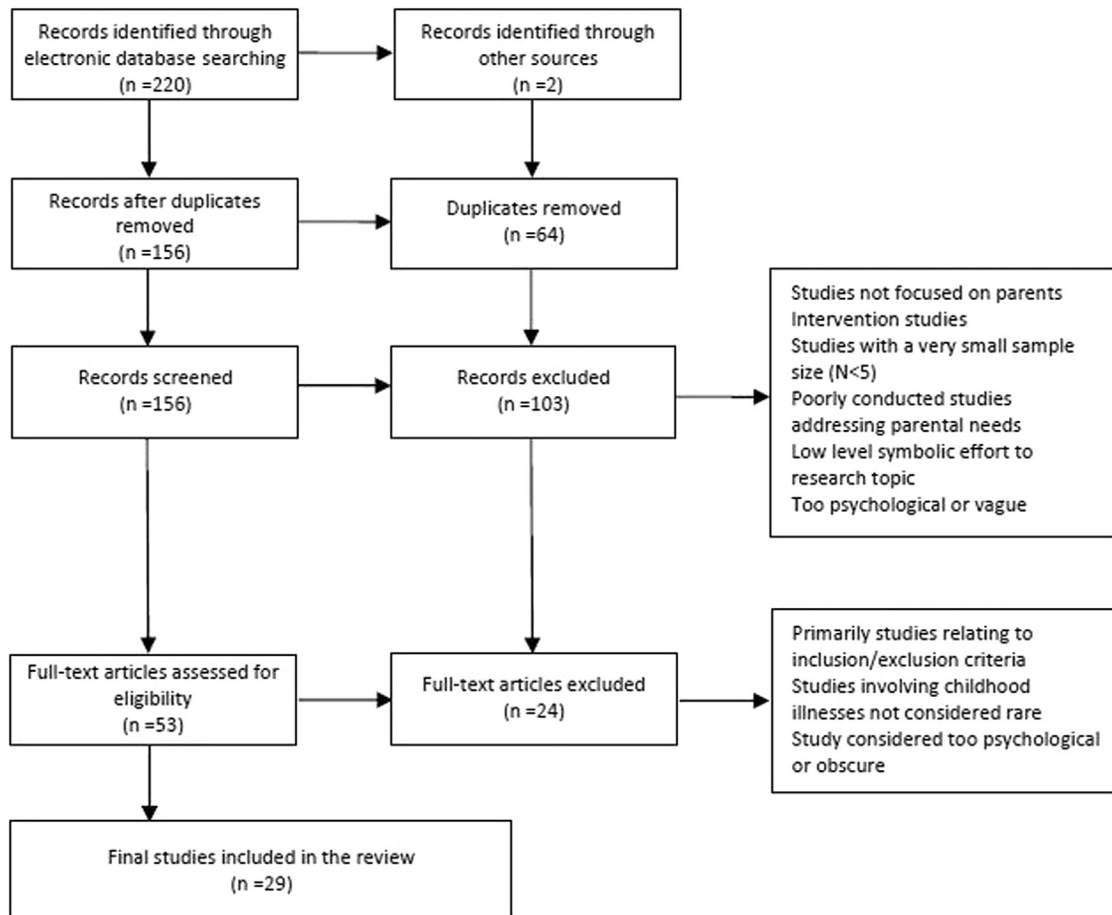 Records identified through
electronic database searching
(n =220)
Records identified through
other sources
(n =2)
Records after duplicates
removed
(n =156)
Duplicates removed
(n =64)
Records screened
(n =156)
Records excluded
(n =103)
Studies not focused on parents
Intervention studies
Studies with a very small sample
size (N<5)
Poorly conducted studies
addressing parental needs
Low level symbolic effort to
research topic
Too psychological or vague
Full-text articles assessed for
eligibility
(n =53)
Full-text articles excluded
(n =24)
Primarily studies relating to
inclusion/exclusion criteria
Studies involving childhood
illnesses not considered rare
Study considered too psychological
or obscure
Final studies included in the review
(n =29)